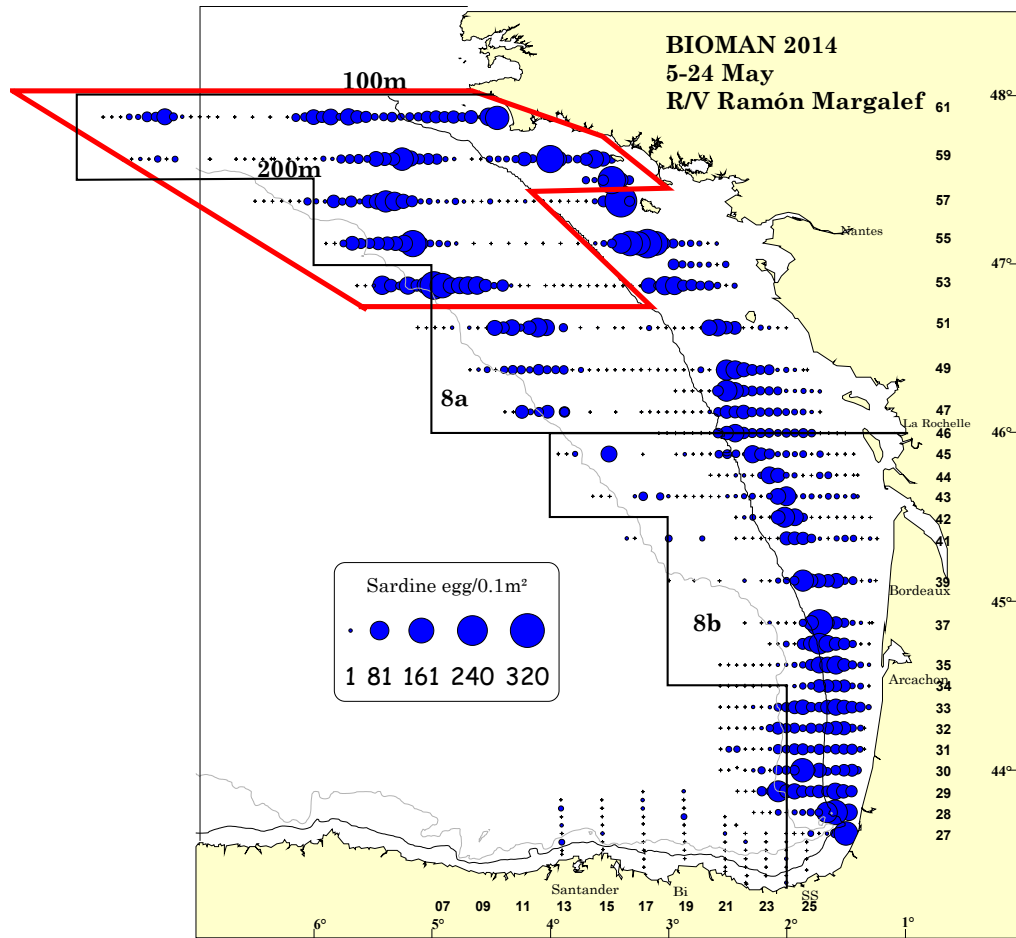 BIOMAN 2014
5-24 May
R/V Ramón Margalef
100m
48°
61
59
200m
57
Nantes
55
47°
53
51
49
8a
47
La Rochelle
46
46°
45
44
43
42
41
39
Sardine egg/0.1m²
Bordeaux
45°
8b
37
1 81 161 240 320
35
Arcachon
34
33
32
31
30
44°
29
28
27
Santander Bi SS
07 09 11 13 15 17 19 21 23 25
6° 5° 4° 3° 2° 1°